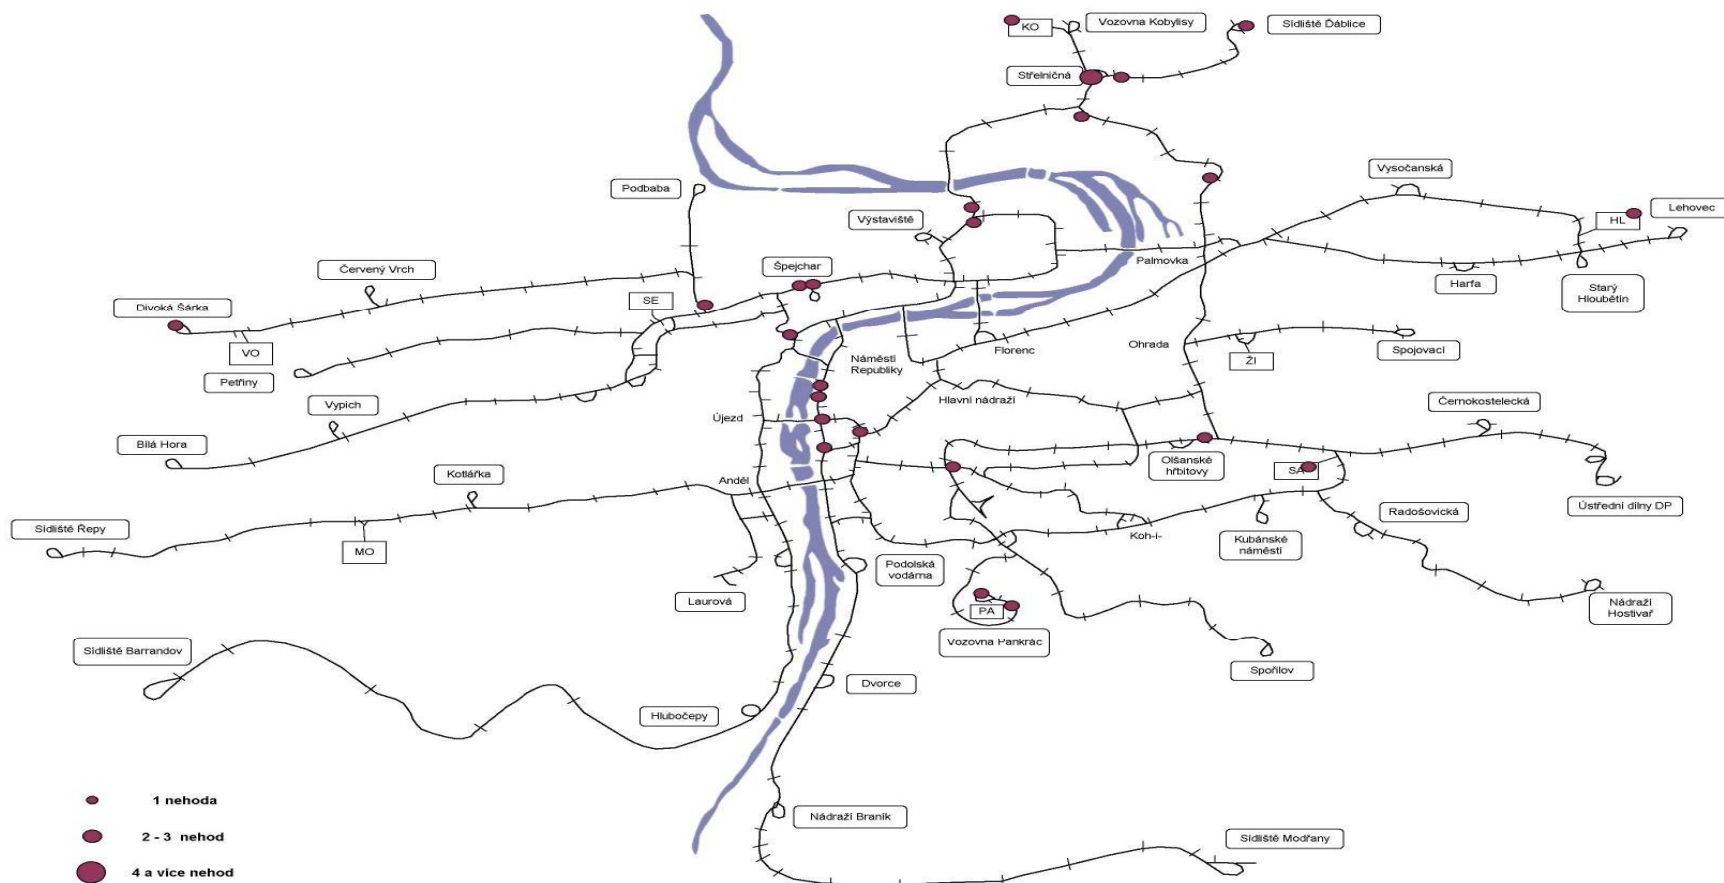 KO
Vozovna Kobylisy
Sídliště Ďáblice
Střelničná
Vysočanská
Podbaba
Výstaviště
HL
Lehovec
Červený Vrch
Špejchar
Palmovka
Harfa
Starý
Hloubětín
Divoká Šárka
SE
VO
Petřiny
Náměstí
Republiky
Florenc
Ohrada
ŽI
Spojovací
Vypich
Hlavní nádraží
Černokostelecká
Újezd
Bílá Hora
Kotlářka
Anděl
Olšanské
hřbitovy
SA
Ústřední dílny DP
Sídliště Řepy
MO
Radošovická
Koh-i-
Kubánské
náměstí
Podolská
vodárna
Laurová
PA
Vozovna Pankrác
Nádraží
Hostivař
Sídliště Barrandov
Spořilov
Dvorce
Hlubočepy
1 nehoda
2 - 3 nehod
4 a více nehod
Nádraží Braník
Sídliště Modřany